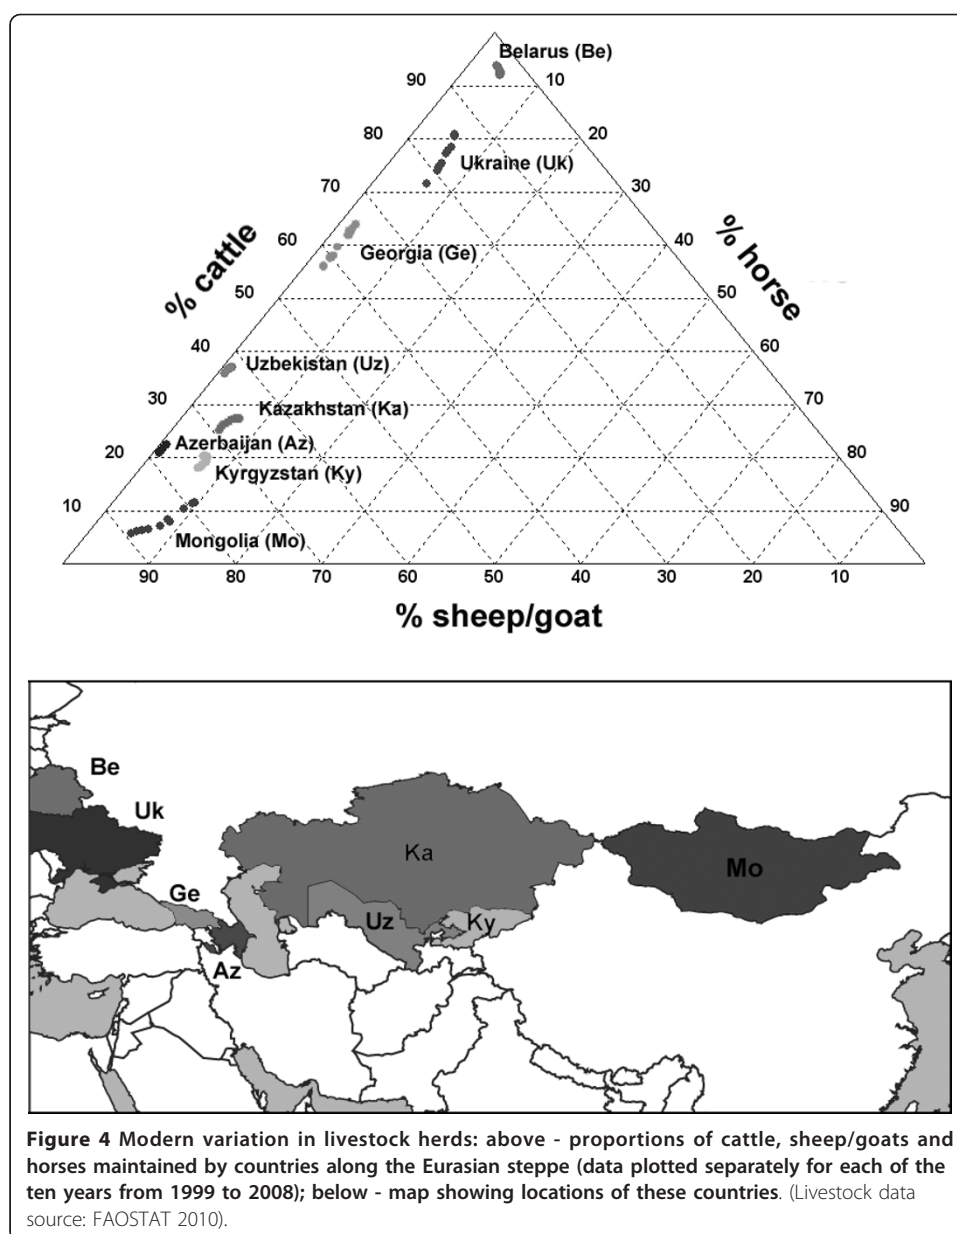 Belarus (Be)
90
10
80
20
Ukraine (Uk)
70
30
% cattle
% horse
60
40
Georgia (Ge)
50
50
40
60
Uzbekistan (Uz)
30
70
Kazakhstan (Ka)
Azerbaijan (Az)
20
80
Kyrgyzstan (Ky)
10
90
Mongolia (Mo)
90 80 70 60 50 40 30 20 10
% sheep/goat
Be
Uk
Ka
Mo
Ge
Uz
Ky
Az
Figure 4 Modern variation in livestock herds: above - proportions of cattle, sheep/goats and
horses maintained by countries along the Eurasian steppe (data plotted separately for each of the
ten years from 1999 to 2008); below - map showing locations of these countries. (Livestock data
source: FAOSTAT 2010).